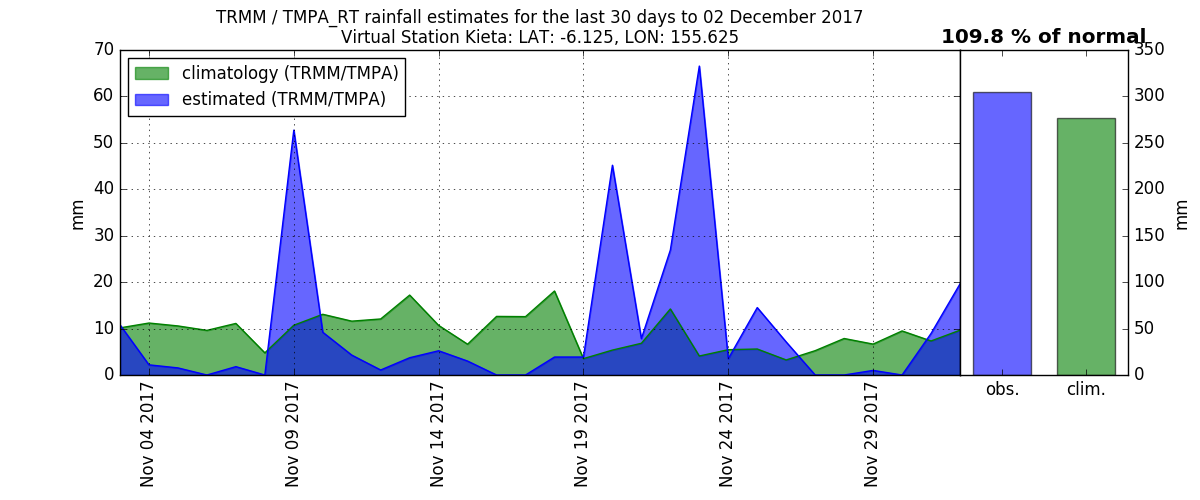 TRMM / TMPA_RT rainfall estimates for the last 30 days to 02 December 2017
Virtual Station Kieta: LAT: -6.125, LON: 155.625
109.8 % of normal
climatology (TRMM/TMPA)
estimated (TRMM/TMPA)
mm
70
60
50
40
30
20
10
0
Nov 04 2017
Nov 09 2017
Nov 14 2017
Nov 19 2017
Nov 24 2017
Nov 29 2017
obs.
clim.
350
300
250
200
150
100
50
0
mm